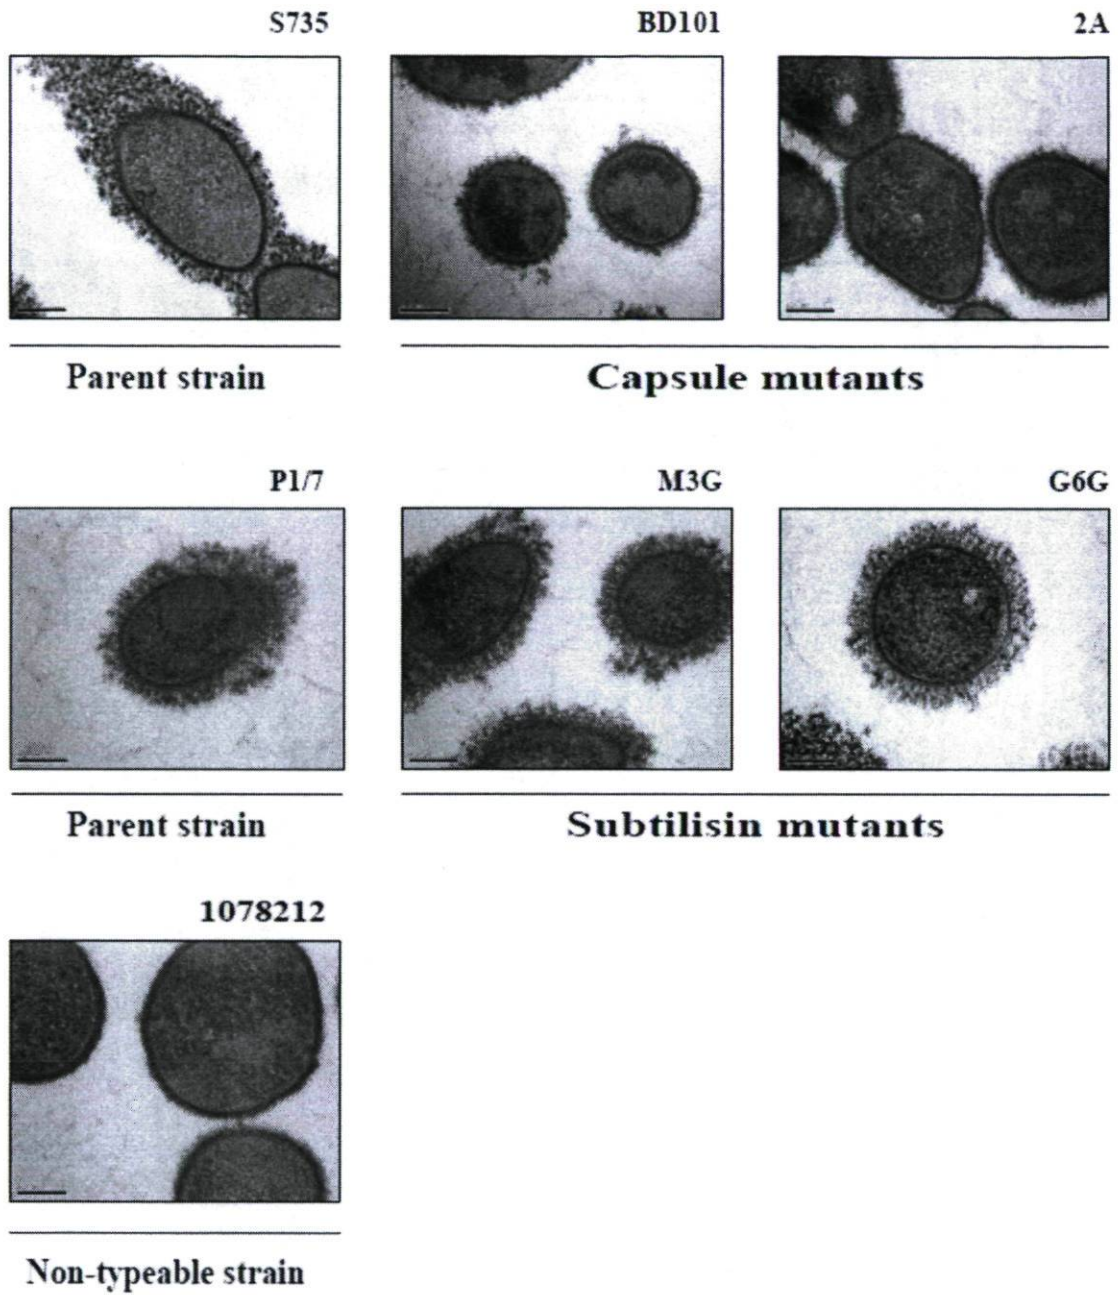 S735
BD101
2A
Parent strain
Capsule mutants
P1/7
M3G
G6G
Parent strain
Subtilisin mutants
1078212
Non-typeable strain